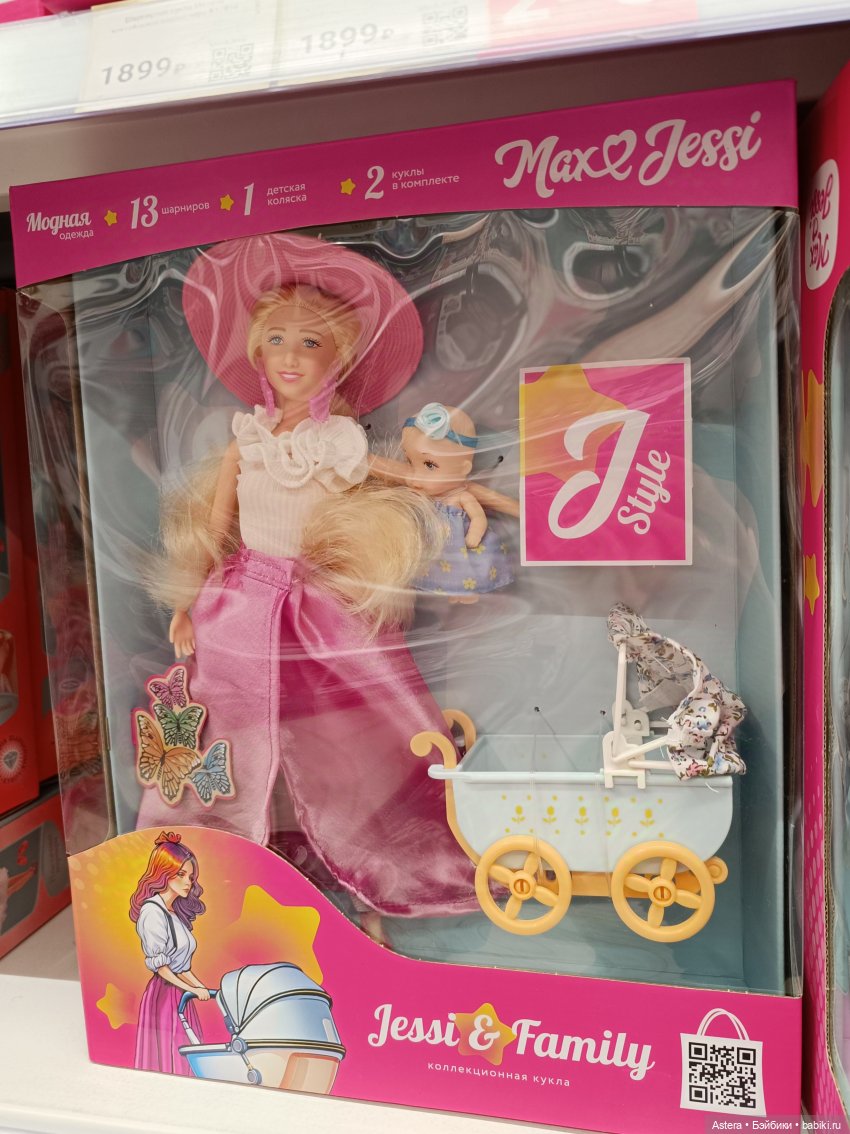 1899₽
1899₽
Модная
одежда
13 шарниров
1 детская
коляска
2 куклы
в комплекте
Max Jessi
J
Style
Jessi & Family
коллекционная кукла
Astera • Бэйбики • babiki.ru